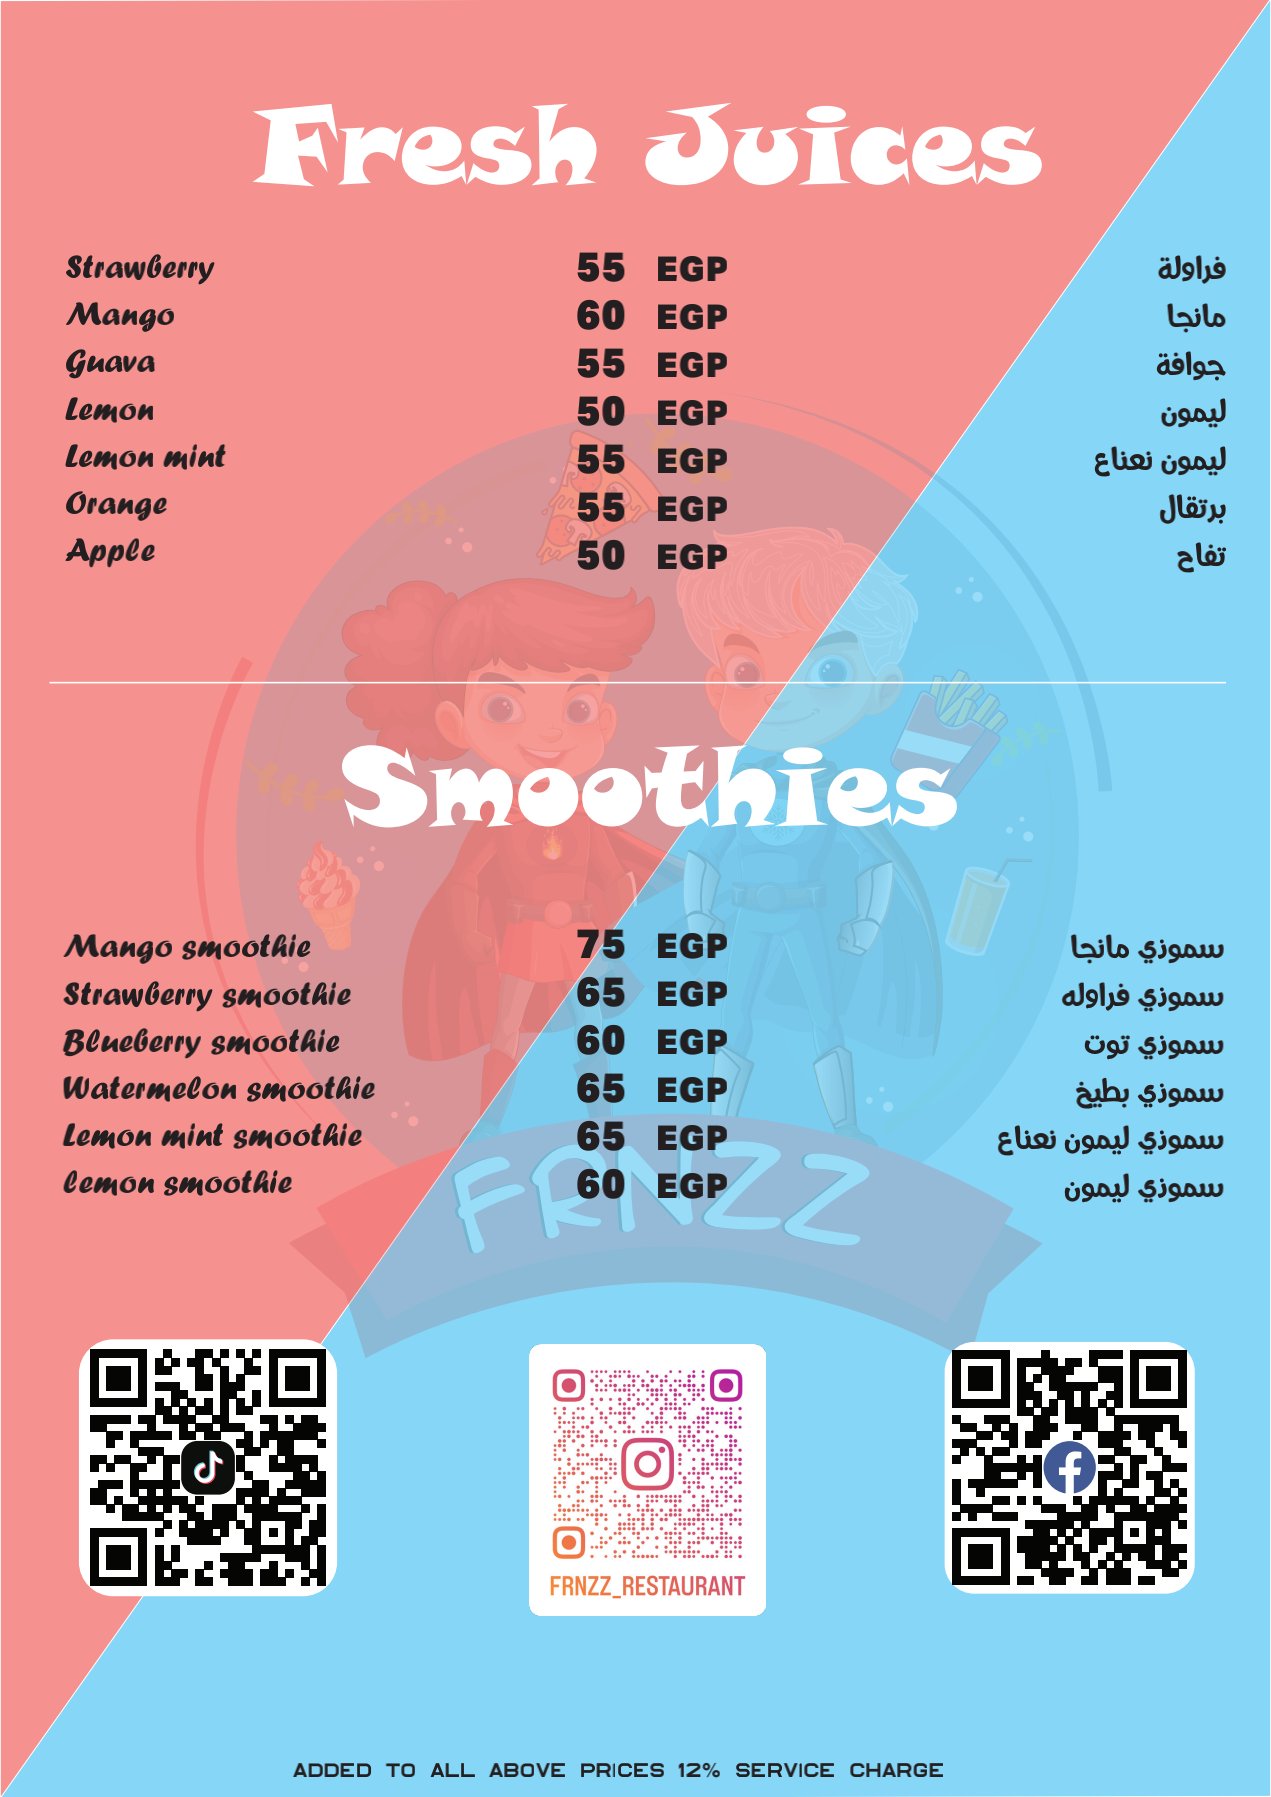 Fresh Juices
Strawberry 55 EGP فراولة
Mango 60 EGP مانجا
Guava 55 EGP جوافة
Lemon 50 EGP ليمون
Lemon mint 55 EGP ليمون نعناع
Orange 55 EGP برتقال
Apple 50 EGP تفاح
Smoothies
Mango smoothie 75 EGP سموزي مانجا
Strawberry smoothie 65 EGP سموزي فراوله
Blueberry smoothie 60 EGP سموزي توت
Watermelon smoothie 65 EGP سموزي بطيخ
Lemon mint smoothie 65 EGP سموزي ليمون نعناع
lemon smoothie 60 EGP سموزي ليمون
FRNZZ
FRNZZ_RESTAURANT
ADDED TO ALL ABOVE PRICES 12% SERVICE CHARGE